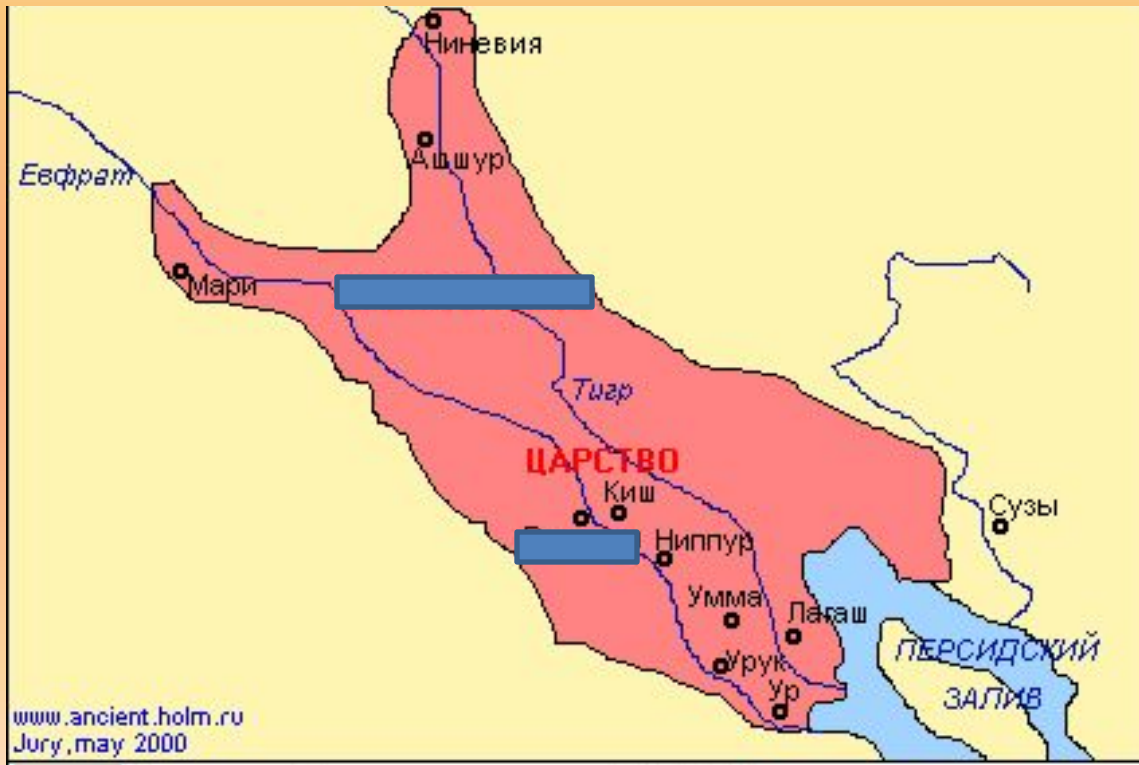 Ниневия
Ашшур
Евфрат
Мари
Тигр
ЦАРСТВО
Киш
Сузы
Ниппур
Умма
Лагаш
Урук
Ур
ПЕРСИДСКИЙ
ЗАЛИВ
www.ancient.holm.ru
Jury,may 2000